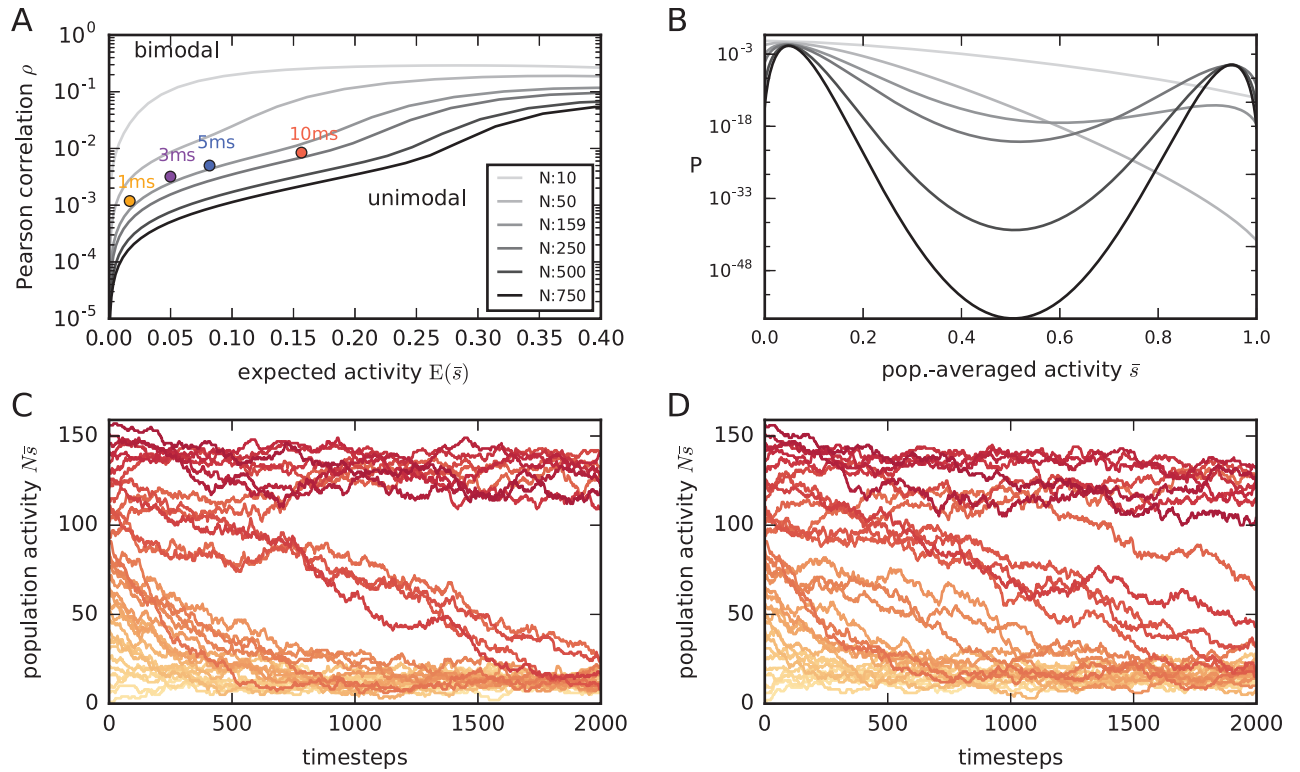 A
Pearson correlation ρ
10^0
10^-1
10^-2
10^-3
10^-4
10^-5
bimodal
1ms
3ms
5ms
10ms
unimodal
N:10
N:50
N:159
N:250
N:500
N:750
0.00 0.05 0.10 0.15 0.20 0.25 0.30 0.35 0.40
expected activity E(s̄)
B
P
10^-3
10^-18
10^-33
10^-48
0.0 0.2 0.4 0.6 0.8 1.0
pop.-averaged activity s̄
C
population activity Ns̄
150
100
50
0
0 500 1000 1500 2000
timesteps
D
population activity Ns̄
150
100
50
0
0 500 1000 1500 2000
timesteps